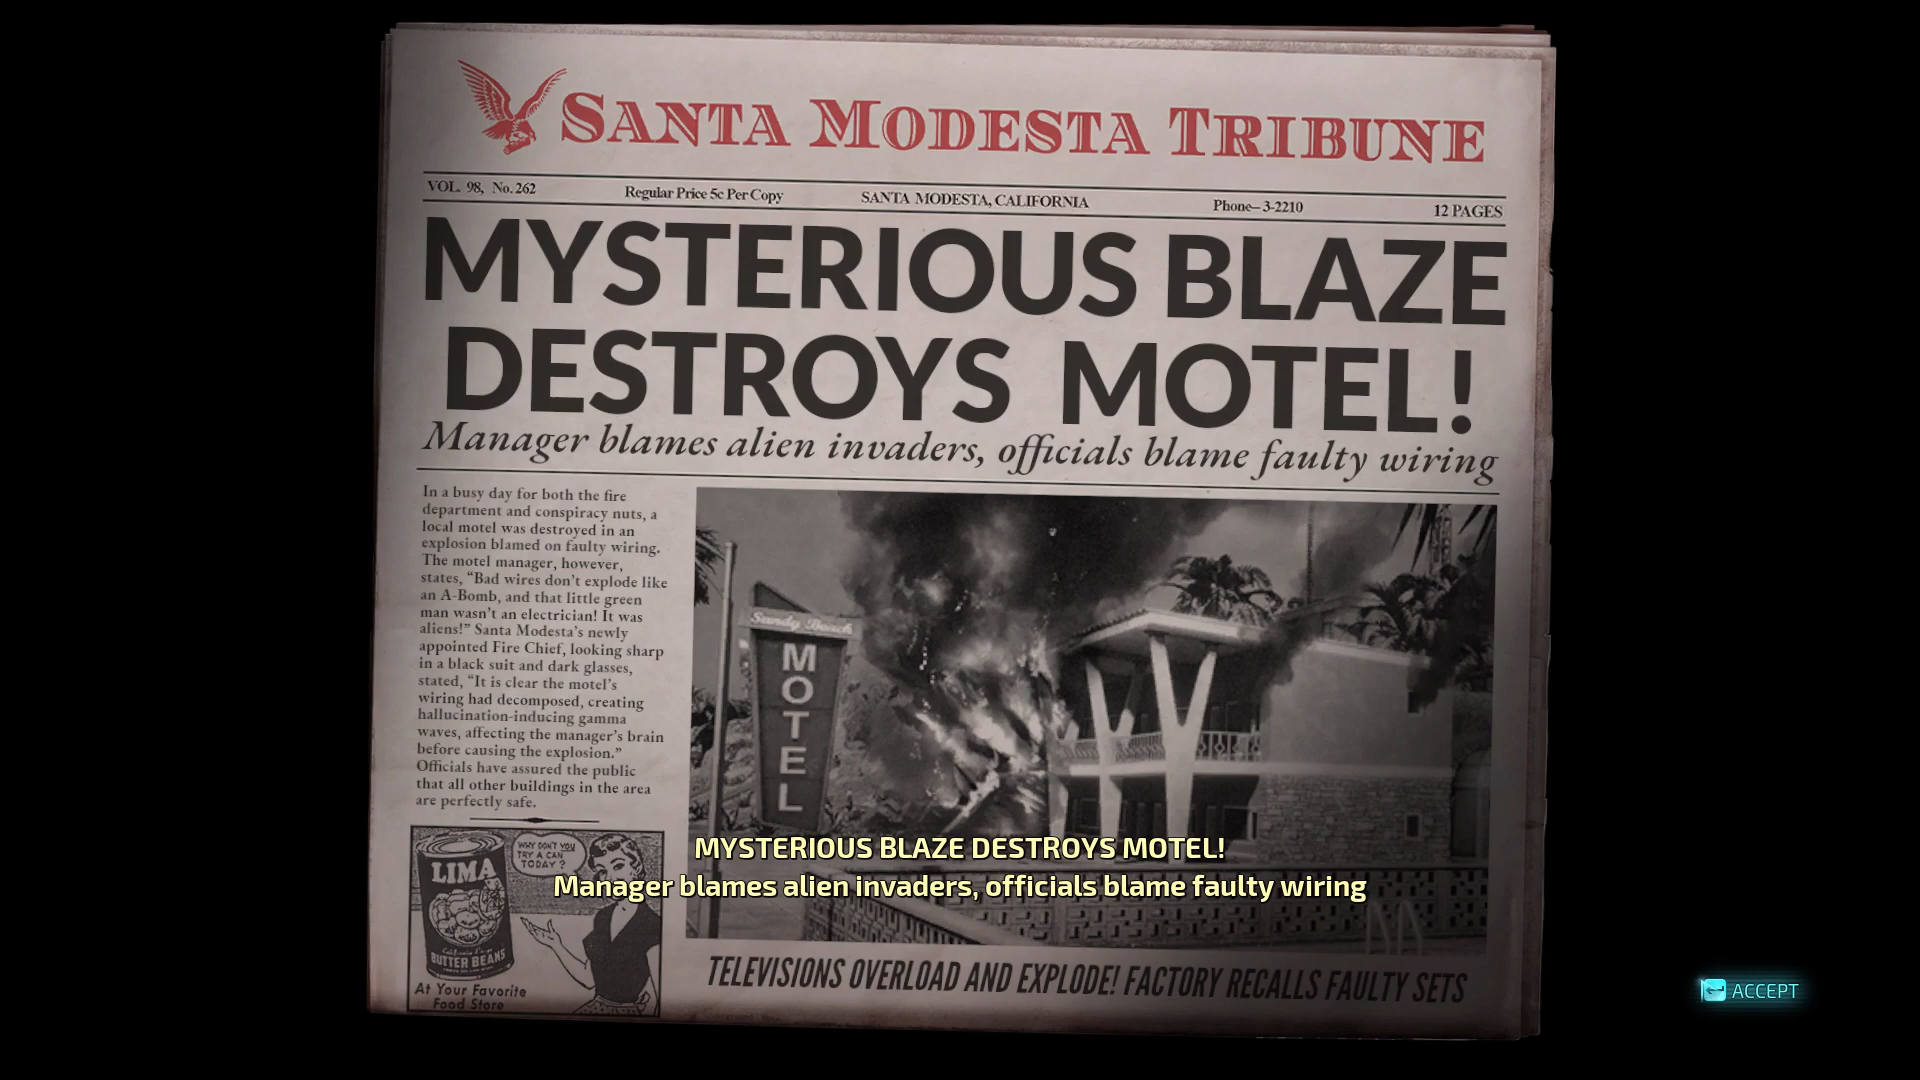 SANTA MODESTA TRIBUNE
VOL. 98, No. 262 Regular Price 5c Per Copy SANTA MODESTA, CALIFORNIA Phone– 3-2210 12 PAGES
MYSTERIOUS BLAZE
DESTROYS MOTEL!
Manager blames alien invaders, officials blame faulty wiring
In a busy day for both the fire
department and conspiracy nuts, a
local motel was destroyed in an
explosion blamed on faulty wiring.
The motel manager, however,
states, “Bad wires don’t explode like
an A-Bomb, and that little green
man wasn’t an electrician! It was
aliens!” Santa Modesta’s newly
appointed Fire Chief, looking sharp
in a black suit and dark glasses,
stated, “It is clear the motel’s
wiring had decomposed, creating
hallucination-inducing gamma
waves, affecting the manager’s brain
before causing the explosion.”
Officials have assured the public
that all other buildings in the area
are perfectly safe.
Sandy Beach
MOTEL
LIMA
BUTTER BEANS
WHY DON'T YOU
TRY A CAN
TODAY?
At Your Favorite
Food Store
MYSTERIOUS BLAZE DESTROYS MOTEL!
Manager blames alien invaders, officials blame faulty wiring
TELEVISIONS OVERLOAD AND EXPLODE! FACTORY RECALLS FAULTY SETS
ACCEPT